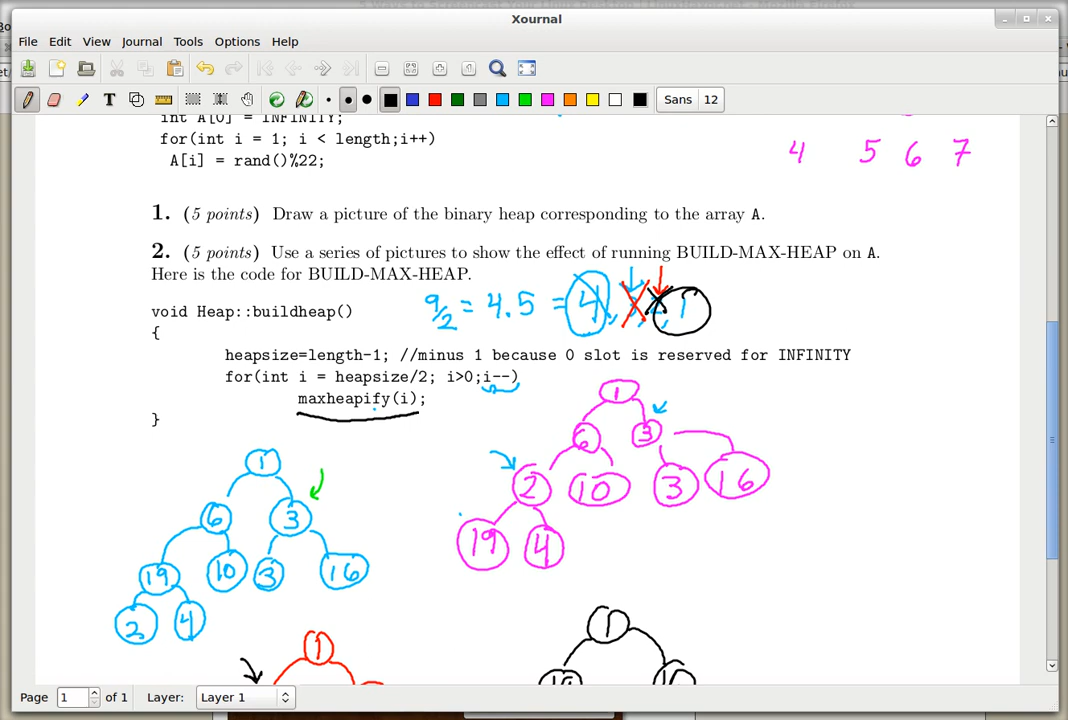 Xournal
File Edit View Journal Tools Options Help
Sans 12
int A[0] = INFINITY;
for(int i = 1; i < length;i++)
A[i] = rand()%22;
4 5 6 7
1. (5 points) Draw a picture of the binary heap corresponding to the array A.
2. (5 points) Use a series of pictures to show the effect of running BUILD-MAX-HEAP on A.
Here is the code for BUILD-MAX-HEAP.
9/2 = 4.5 = 4, 1
void Heap::buildheap()
{
heapsize=length-1; //minus 1 because 0 slot is reserved for INFINITY
for(int i = heapsize/2; i>0;i--)
maxheapify(i);
}
1
6 3
2 10 3 16
19 4
1
6 3
19 10 3 16
2 4
1
1
Page 1 of 1 Layer: Layer 1